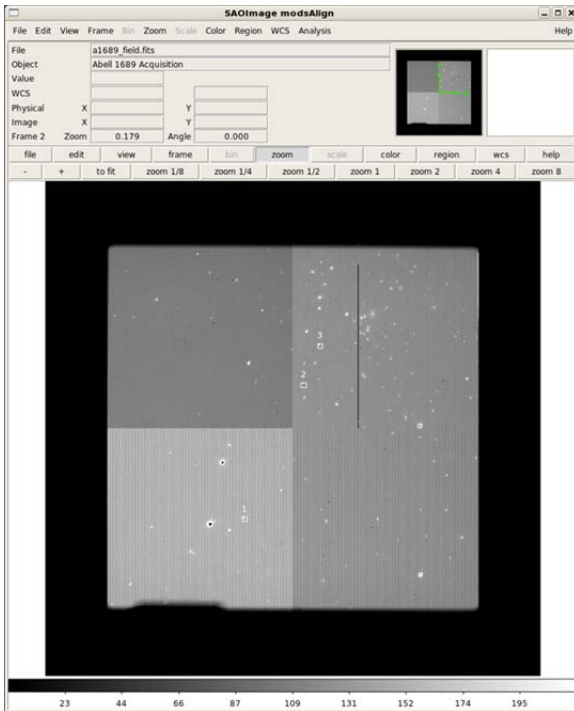 SAOImage modsAlign
File Edit View Frame Bin Zoom Scale Color Region WCS Analysis Help
File a1689_field.fits
Object Abell 1689 Acquisition
Value
WCS
Physical X Y
Image X Y
Frame 2 Zoom 0.179 Angle 0.000
file edit view frame bin zoom scale color region wcs help
- + to fit zoom 1/8 zoom 1/4 zoom 1/2 zoom 1 zoom 2 zoom 4 zoom 8
3
2
1
23 44 66 87 109 131 152 174 195